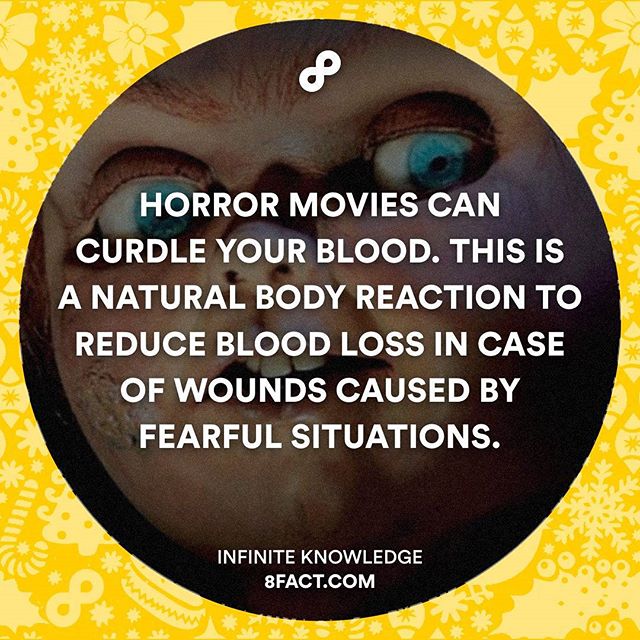 HORROR MOVIES CAN
CURDLE YOUR BLOOD. THIS IS
A NATURAL BODY REACTION TO
REDUCE BLOOD LOSS IN CASE
OF WOUNDS CAUSED BY
FEARFUL SITUATIONS.
INFINITE KNOWLEDGE
8FACT.COM